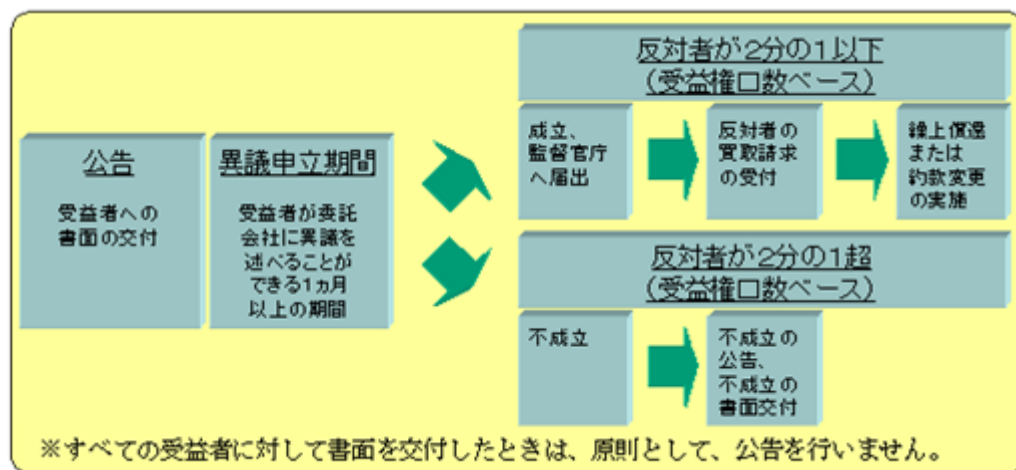 公告
受益者への
書面の交付
異議申立期間
受益者が委託
会社に異議を
述べることが
できる1ヵ月
以上の期間
反対者が2分の1以下
(受益権口数ベース)
成立、
監督官庁
へ届出
反対者の
買取請求
の受付
繰上償還
または
約款変更
の実施
反対者が2分の1超
(受益権口数ベース)
不成立
不成立の
公告、
不成立の
書面交付
※すべての受益者に対して書面を交付したときは、原則として、公告を行いません。